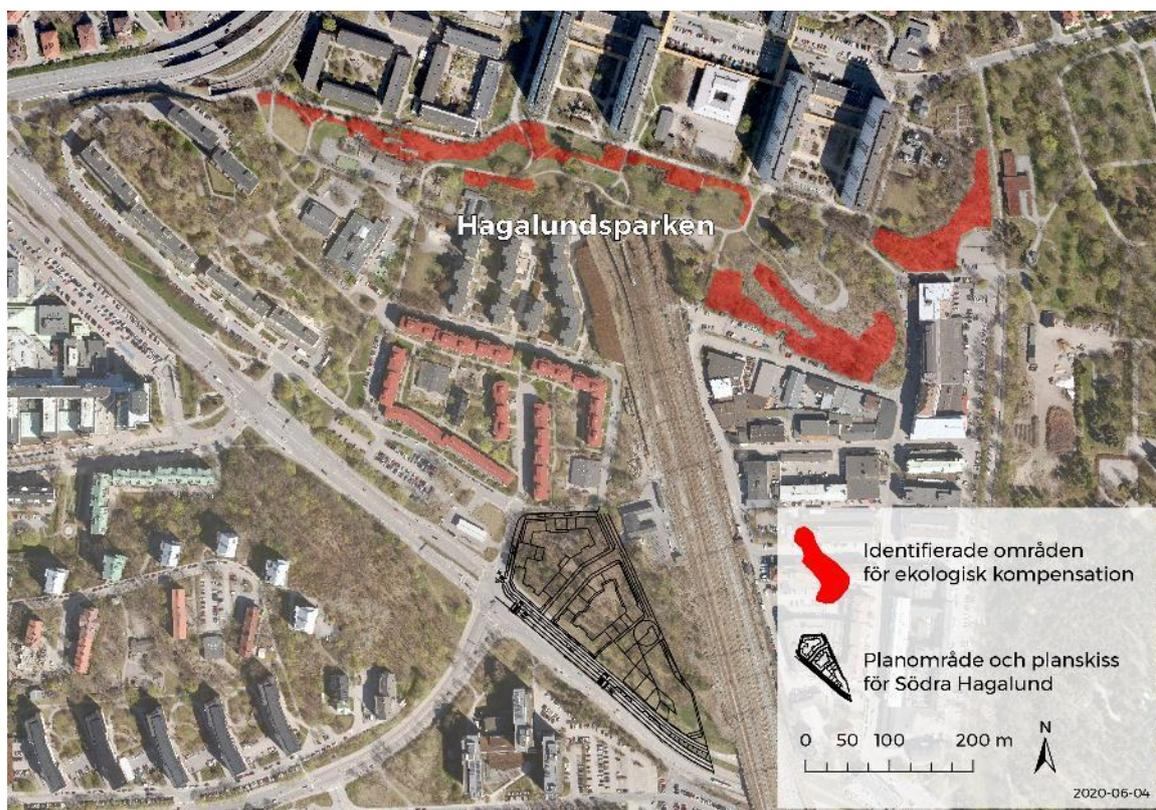 Hagalundsparken
Identifierade områden
för ekologisk kompensation
Planområde och planskiss
för Södra Hagalund
0 50 100 200 m
N
2020-06-04